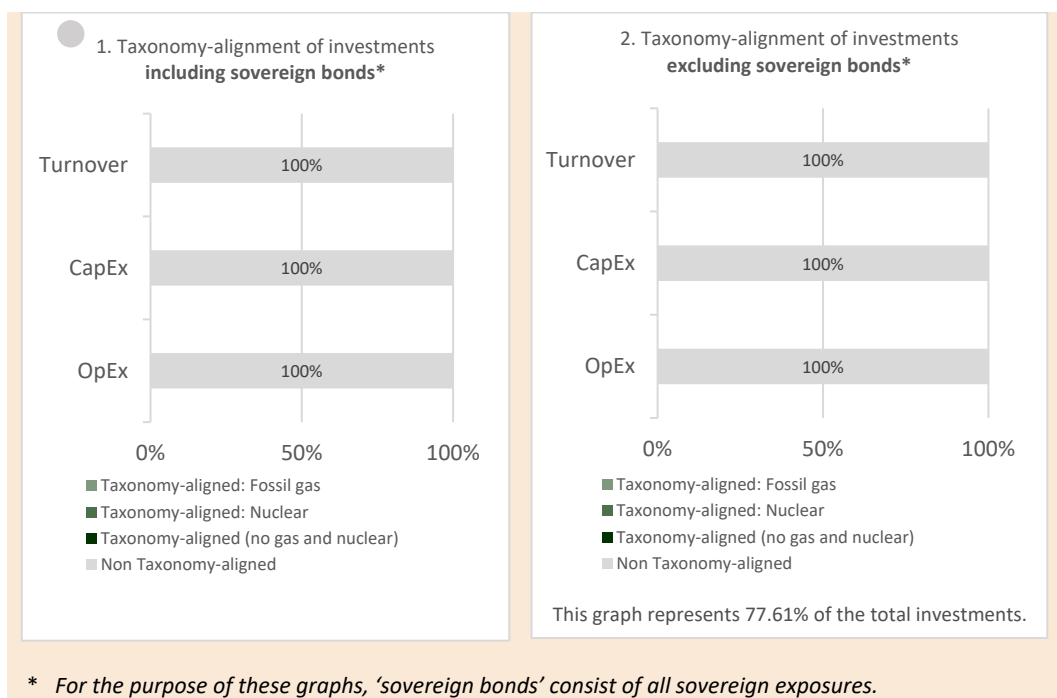 1. Taxonomy-alignment of investments
including sovereign bonds*
Turnover
100%
CapEx
100%
OpEx
100%
0%
50%
100%
Taxonomy-aligned: Fossil gas
Taxonomy-aligned: Nuclear
Taxonomy-aligned (no gas and nuclear)
Non Taxonomy-aligned
2. Taxonomy-alignment of investments
excluding sovereign bonds*
Turnover
100%
CapEx
100%
OpEx
100%
0%
50%
100%
Taxonomy-aligned: Fossil gas
Taxonomy-aligned: Nuclear
Taxonomy-aligned (no gas and nuclear)
Non Taxonomy-aligned
This graph represents 77.61% of the total investments.
* For the purpose of these graphs, ‘sovereign bonds’ consist of all sovereign exposures.